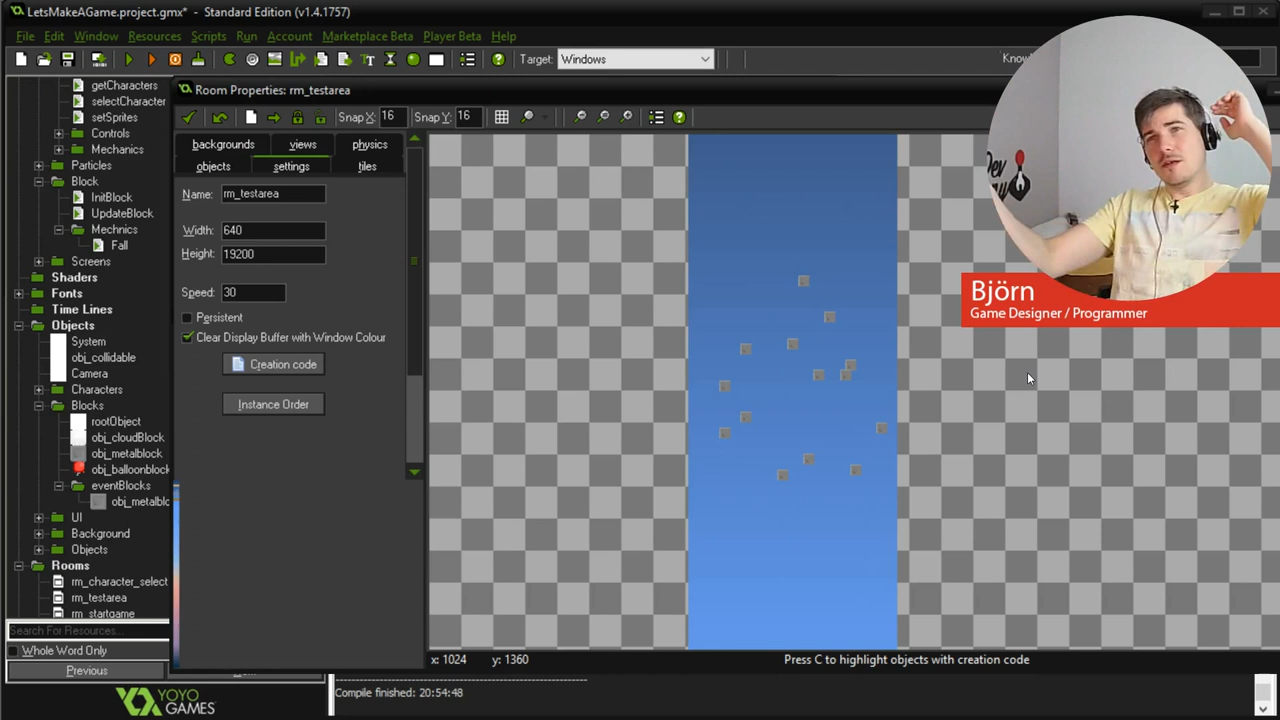 LetsMakeAGame.project.gmx* - Standard Edition (v1.4.1757)
File Edit Window Resources Scripts Run Account Marketplace Beta Player Beta Help
Target: Windows
getCharacters
selectCharacter
setSprites
Controls
Mechanics
Particles
Block
InitBlock
UpdateBlock
Mechnics
Fall
Screens
Shaders
Fonts
Time Lines
Objects
System
obj_collidable
Camera
Characters
Blocks
rootObject
obj_cloudBlock
obj_metalblock
obj_balloonblock
eventBlocks
obj_metalblc
UI
Background
Objects
Rooms
rm_character_select
rm_testarea
rm_startgame
Search For Resources...
Whole Word Only
Previous
YOYO
GAMES
Room Properties: rm_testarea
Snap X: 16 Snap Y: 16
backgrounds views physics
objects settings tiles
Name: rm_testarea
Width: 640
Height: 19200
Speed: 30
Persistent
Clear Display Buffer with Window Colour
Creation code
Instance Order
x: 1024 y: 1360 Press C to highlight objects with creation code
Compile finished: 20:54:48
Björn
Game Designer / Programmer